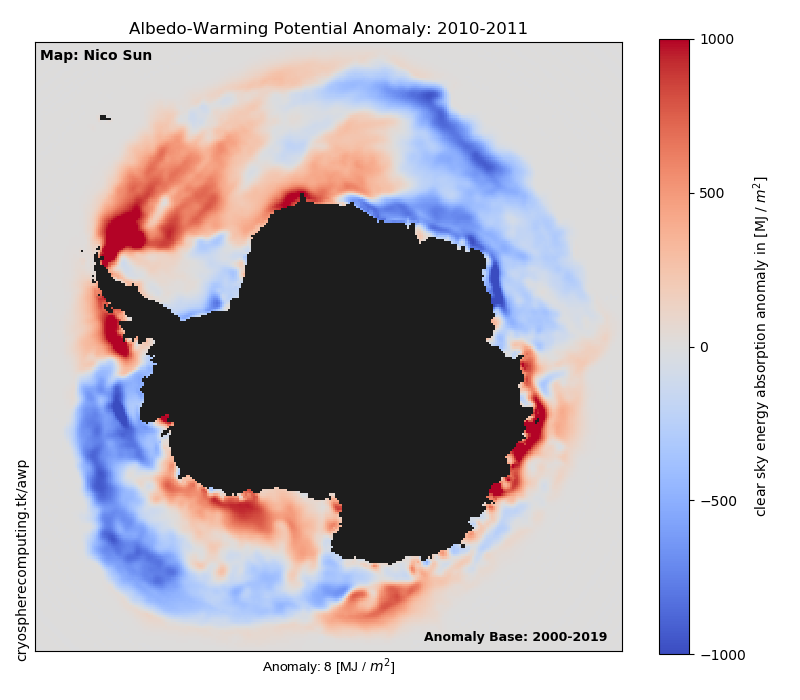 Albedo-Warming Potential Anomaly: 2010-2011
Map: Nico Sun
1000
500
0
−500
−1000
clear sky energy absorption anomaly in [MJ / m²]
cryospherecomputing.tk/awp
Anomaly Base: 2000-2019
Anomaly: 8 [MJ / m²]